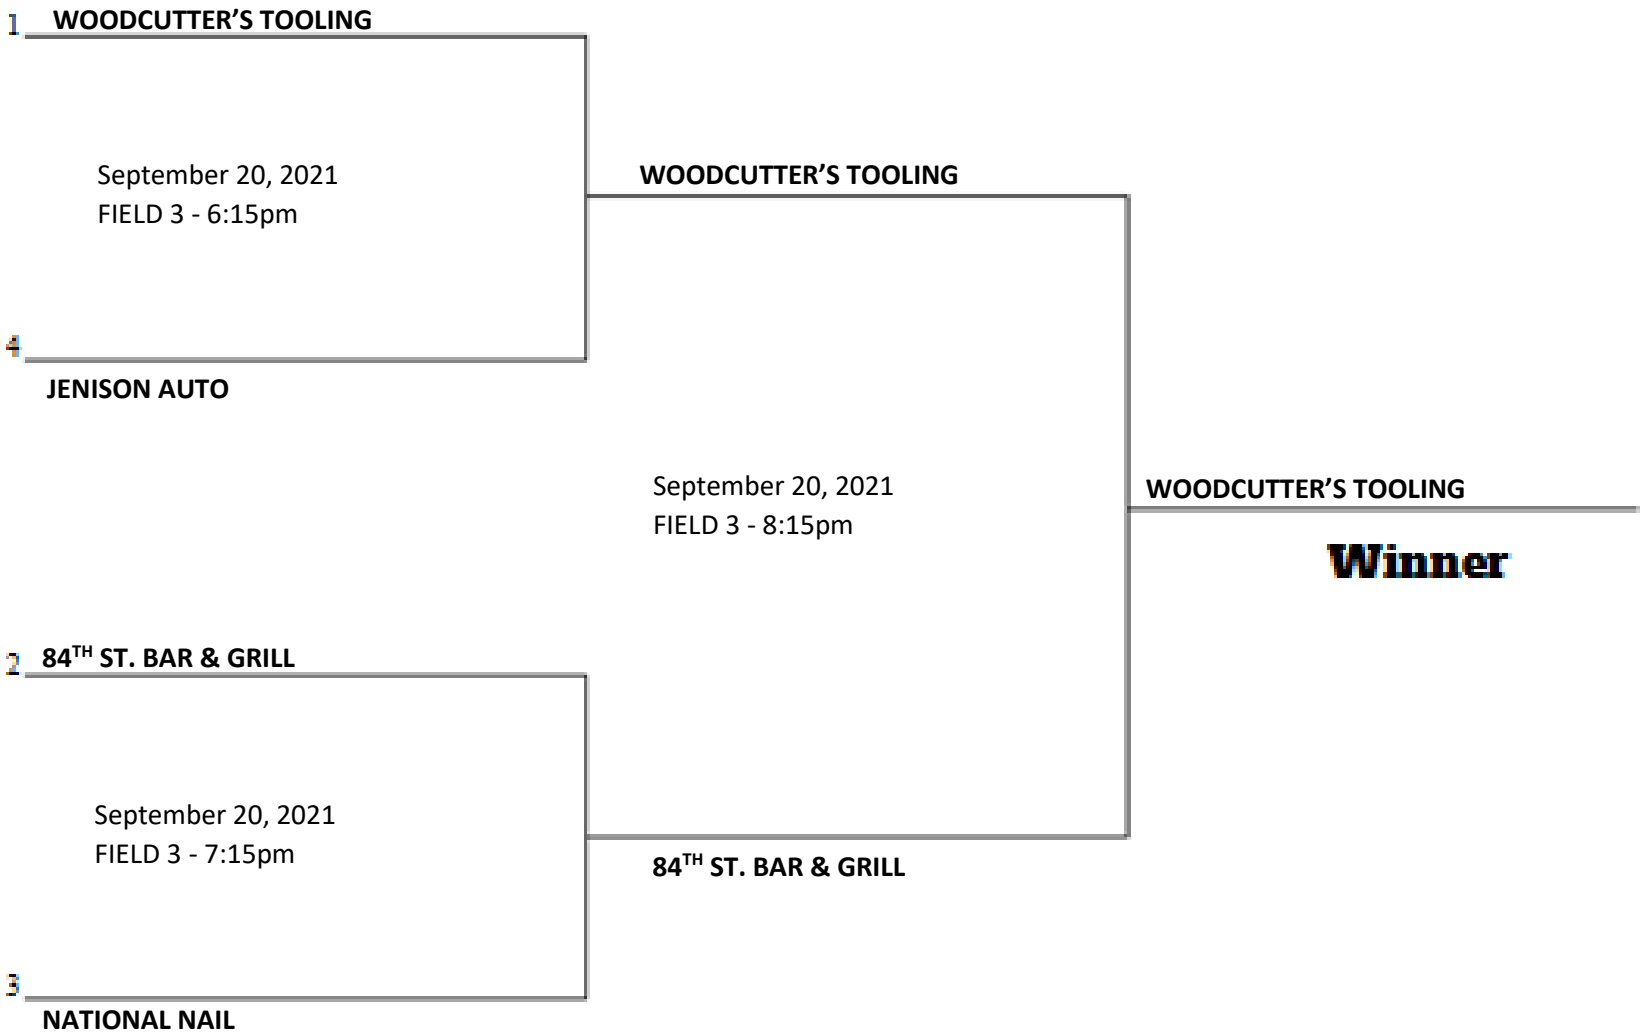 1 WOODCUTTER’S TOOLING
September 20, 2021
FIELD 3 - 6:15pm
4
JENISON AUTO
WOODCUTTER’S TOOLING
September 20, 2021
FIELD 3 - 8:15pm
WOODCUTTER’S TOOLING
Winner
2 84TH ST. BAR & GRILL
September 20, 2021
FIELD 3 - 7:15pm
84TH ST. BAR & GRILL
3
NATIONAL NAIL